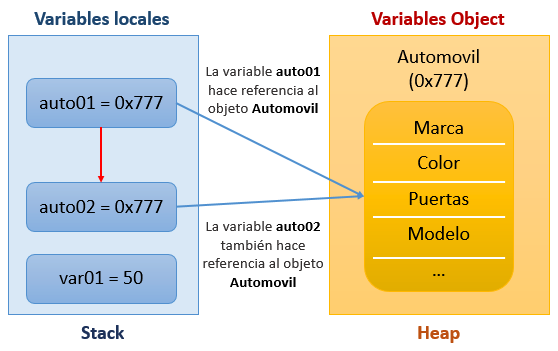 Variables locales
Variables Object
auto01 = 0x777
auto02 = 0x777
var01 = 50
La variable auto01
hace referencia al
objeto Automovil
La variable auto02
también hace
referencia al objeto
Automovil
Automovil
(0x777)
Marca
Color
Puertas
Modelo
...
Stack
Heap